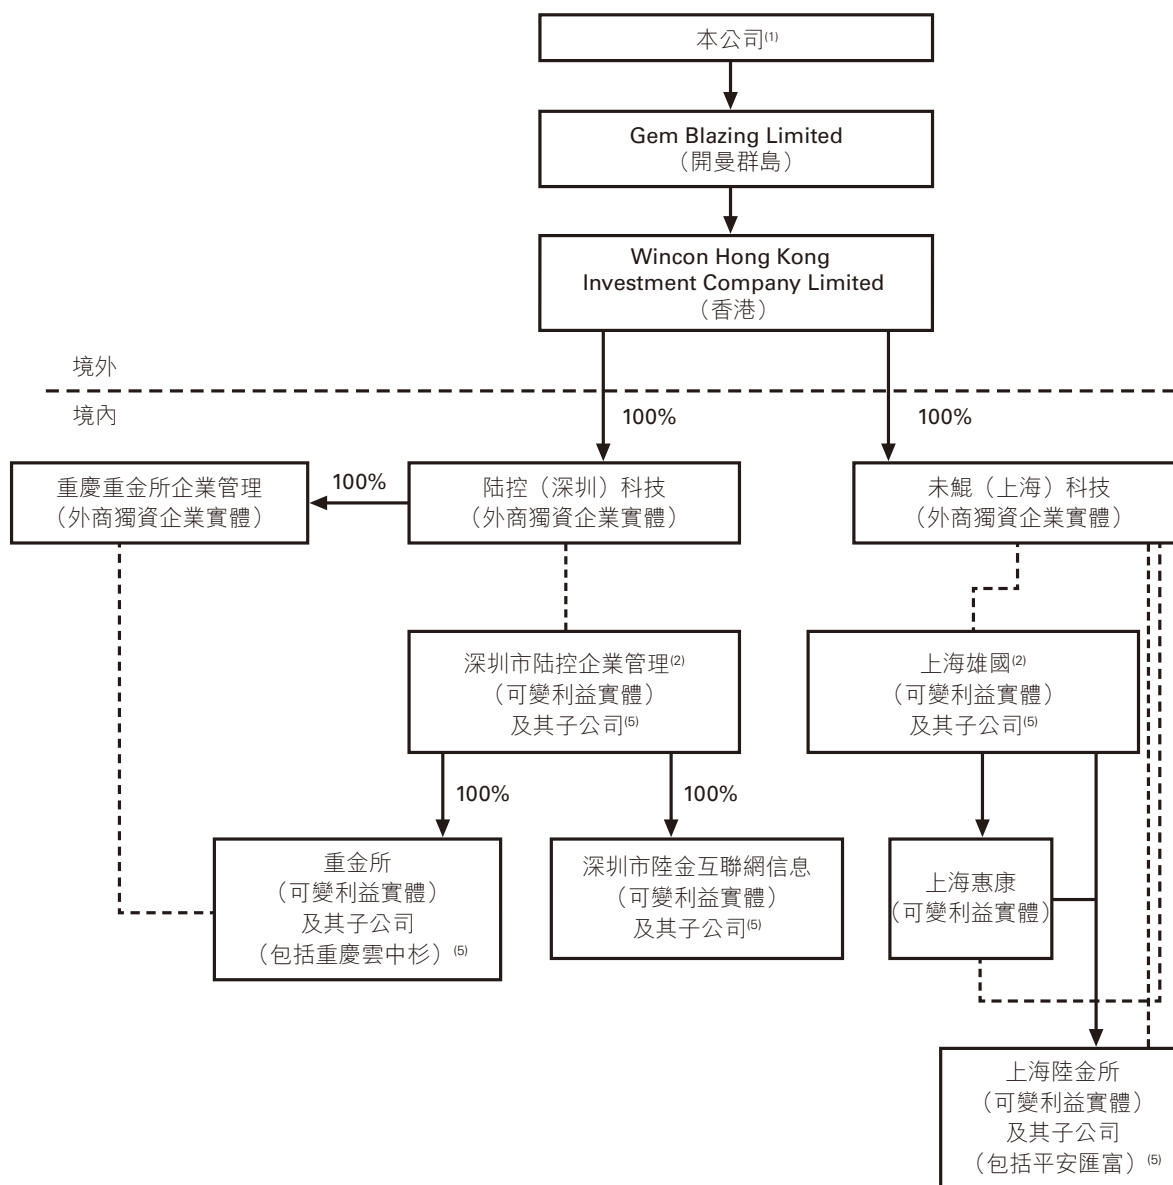 本公司(1)
Gem Blazing Limited
（開曼群島）
Wincon Hong Kong
Investment Company Limited
（香港）
境外
境內
100%
100%
重慶重金所企業管理
（外商獨資企業實體）
100%
陆控（深圳）科技
（外商獨資企業實體）
未鯤（上海）科技
（外商獨資企業實體）
深圳市陆控企業管理(2)
（可變利益實體）
及其子公司(5)
上海雄國(2)
（可變利益實體）
及其子公司(5)
100%
100%
重金所
（可變利益實體）
及其子公司
（包括重慶雲中杉）(5)
深圳市陸金互聯網信息
（可變利益實體）
及其子公司(5)
上海惠康
（可變利益實體）
上海陸金所
（可變利益實體）
及其子公司
（包括平安匯富）(5)